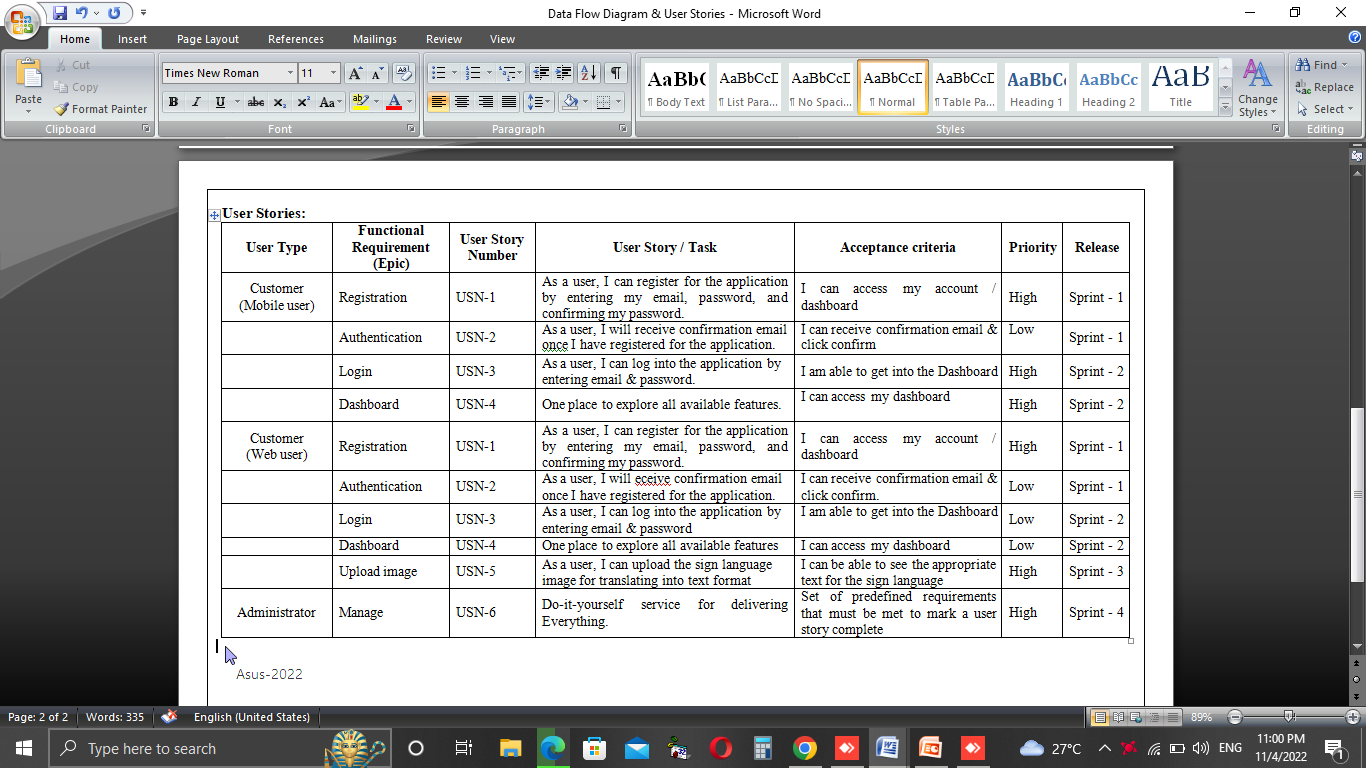 Data Flow Diagram & User Stories - Microsoft Word
Home Insert Page Layout References Mailings Review View
Paste
Cut
Copy
Format Painter
Clipboard
Times New Roman 11
Font
Paragraph
AaBbC AaBbCcD AaBbCcD AaBbCcD AaBbCcD AaBbC AaBbCc AaB
¶ Body Text ¶ List Para... ¶ No Spaci... ¶ Normal ¶ Table Pa... Heading 1 Heading 2 Title
Change
Styles
Styles
Find
Replace
Select
Editing
User Stories:
User Type
Functional
Requirement
(Epic)
User Story
Number
User Story / Task
Acceptance criteria
Priority
Release
Customer
(Mobile user)
Registration
USN-1
As a user, I can register for the application
by entering my email, password, and
confirming my password.
I can access my account /
dashboard
High
Sprint - 1
Authentication
USN-2
As a user, I will receive confirmation email
once I have registered for the application.
I can receive confirmation email &
click confirm
Low
Sprint - 1
Login
USN-3
As a user, I can log into the application by
entering email & password.
I am able to get into the Dashboard
High
Sprint - 2
Dashboard
USN-4
One place to explore all available features.
I can access my dashboard
High
Sprint - 2
Customer
(Web user)
Registration
USN-1
As a user, I can register for the application
by entering my email, password, and
confirming my password.
I can access my account /
dashboard
High
Sprint - 1
Authentication
USN-2
As a user, I will eceive confirmation email
once I have registered for the application.
I can receive confirmation email &
click confirm.
Low
Sprint - 1
Login
USN-3
As a user, I can log into the application by
entering email & password
I am able to get into the Dashboard
Low
Sprint - 2
Dashboard
USN-4
One place to explore all available features
I can access my dashboard
Low
Sprint - 2
Upload image
USN-5
As a user, I can upload the sign language
image for translating into text format
I can be able to see the appropriate
text for the sign language
High
Sprint - 3
Administrator
Manage
USN-6
Do-it-yourself service for delivering
Everything.
Set of predefined requirements
that must be met to mark a user
story complete
High
Sprint - 4
Asus-2022
Page: 2 of 2 Words: 335 English (United States) 89%
Type here to search
27°C
ENG
11:00 PM
11/4/2022
1